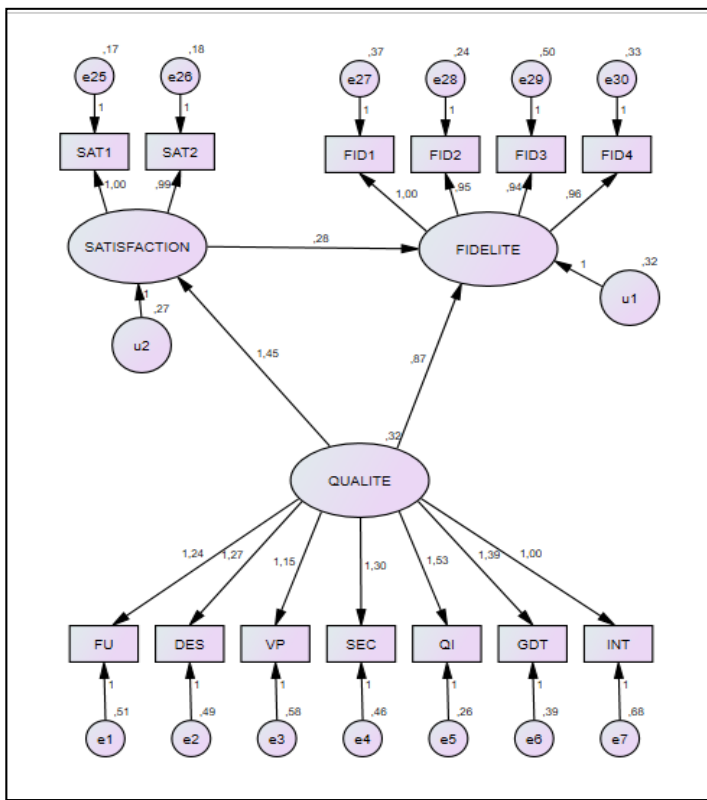 ,17 ,18 ,37 ,24 ,50 ,33
e25 e26 e27 e28 e29 e30
1 1 1 1 1 1
SAT1 SAT2 FID1 FID2 FID3 FID4
1,00 ,99 1,00 ,95 ,94 ,96
SATISFACTION ,28 FIDELITE
1 ,27 1 ,32
u2 u1
1,45 ,87
,32
QUALITE
1,24 1,27 1,15 1,30 1,53 1,39 1,00
FU DES VP SEC QI GDT INT
1 1 1 1 1 1 1
,51 ,49 ,58 ,46 ,26 ,39 ,68
e1 e2 e3 e4 e5 e6 e7